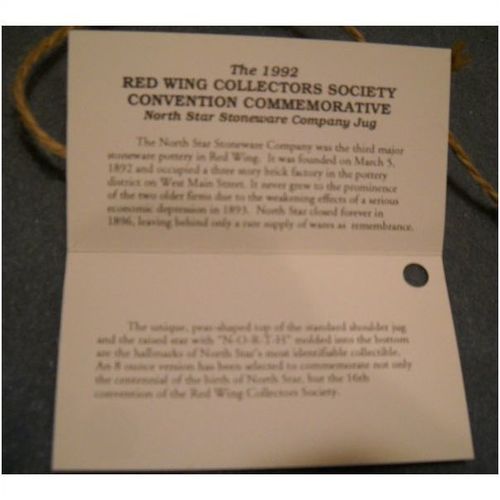 The 1992
RED WING COLLECTORS SOCIETY
CONVENTION COMMEMORATIVE
North Star Stoneware Company Jug
The North Star Stoneware Company was the third major
stoneware pottery in Red Wing. It was founded on March 5,
1892 and occupied a three story brick factory in the pottery
district on West Main Street. It never grew to the prominence
of the two older firms due to the weakening effects of a serious
economic depression in 1893. North Star closed forever in
1896, leaving behind only a rare supply of wares as remembrance.
The unique, pear-shaped top of the standard shoulder jug
and the raised star with "N-O-R-T-H" molded into the bottom
are the hallmarks of North Star's most identifiable collectible.
An 8 ounce version has been selected to commemorate not only
the centennial of the birth of North Star, but the 16th
convention of the Red Wing Collectors Society.